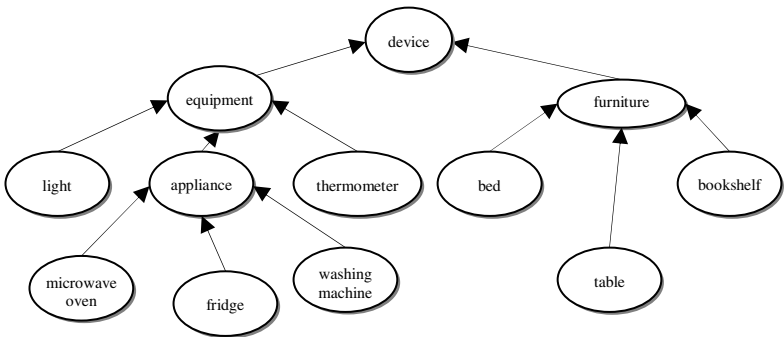 device
equipment
furniture
light
appliance
thermometer
bed
bookshelf
microwave
oven
fridge
washing
machine
table